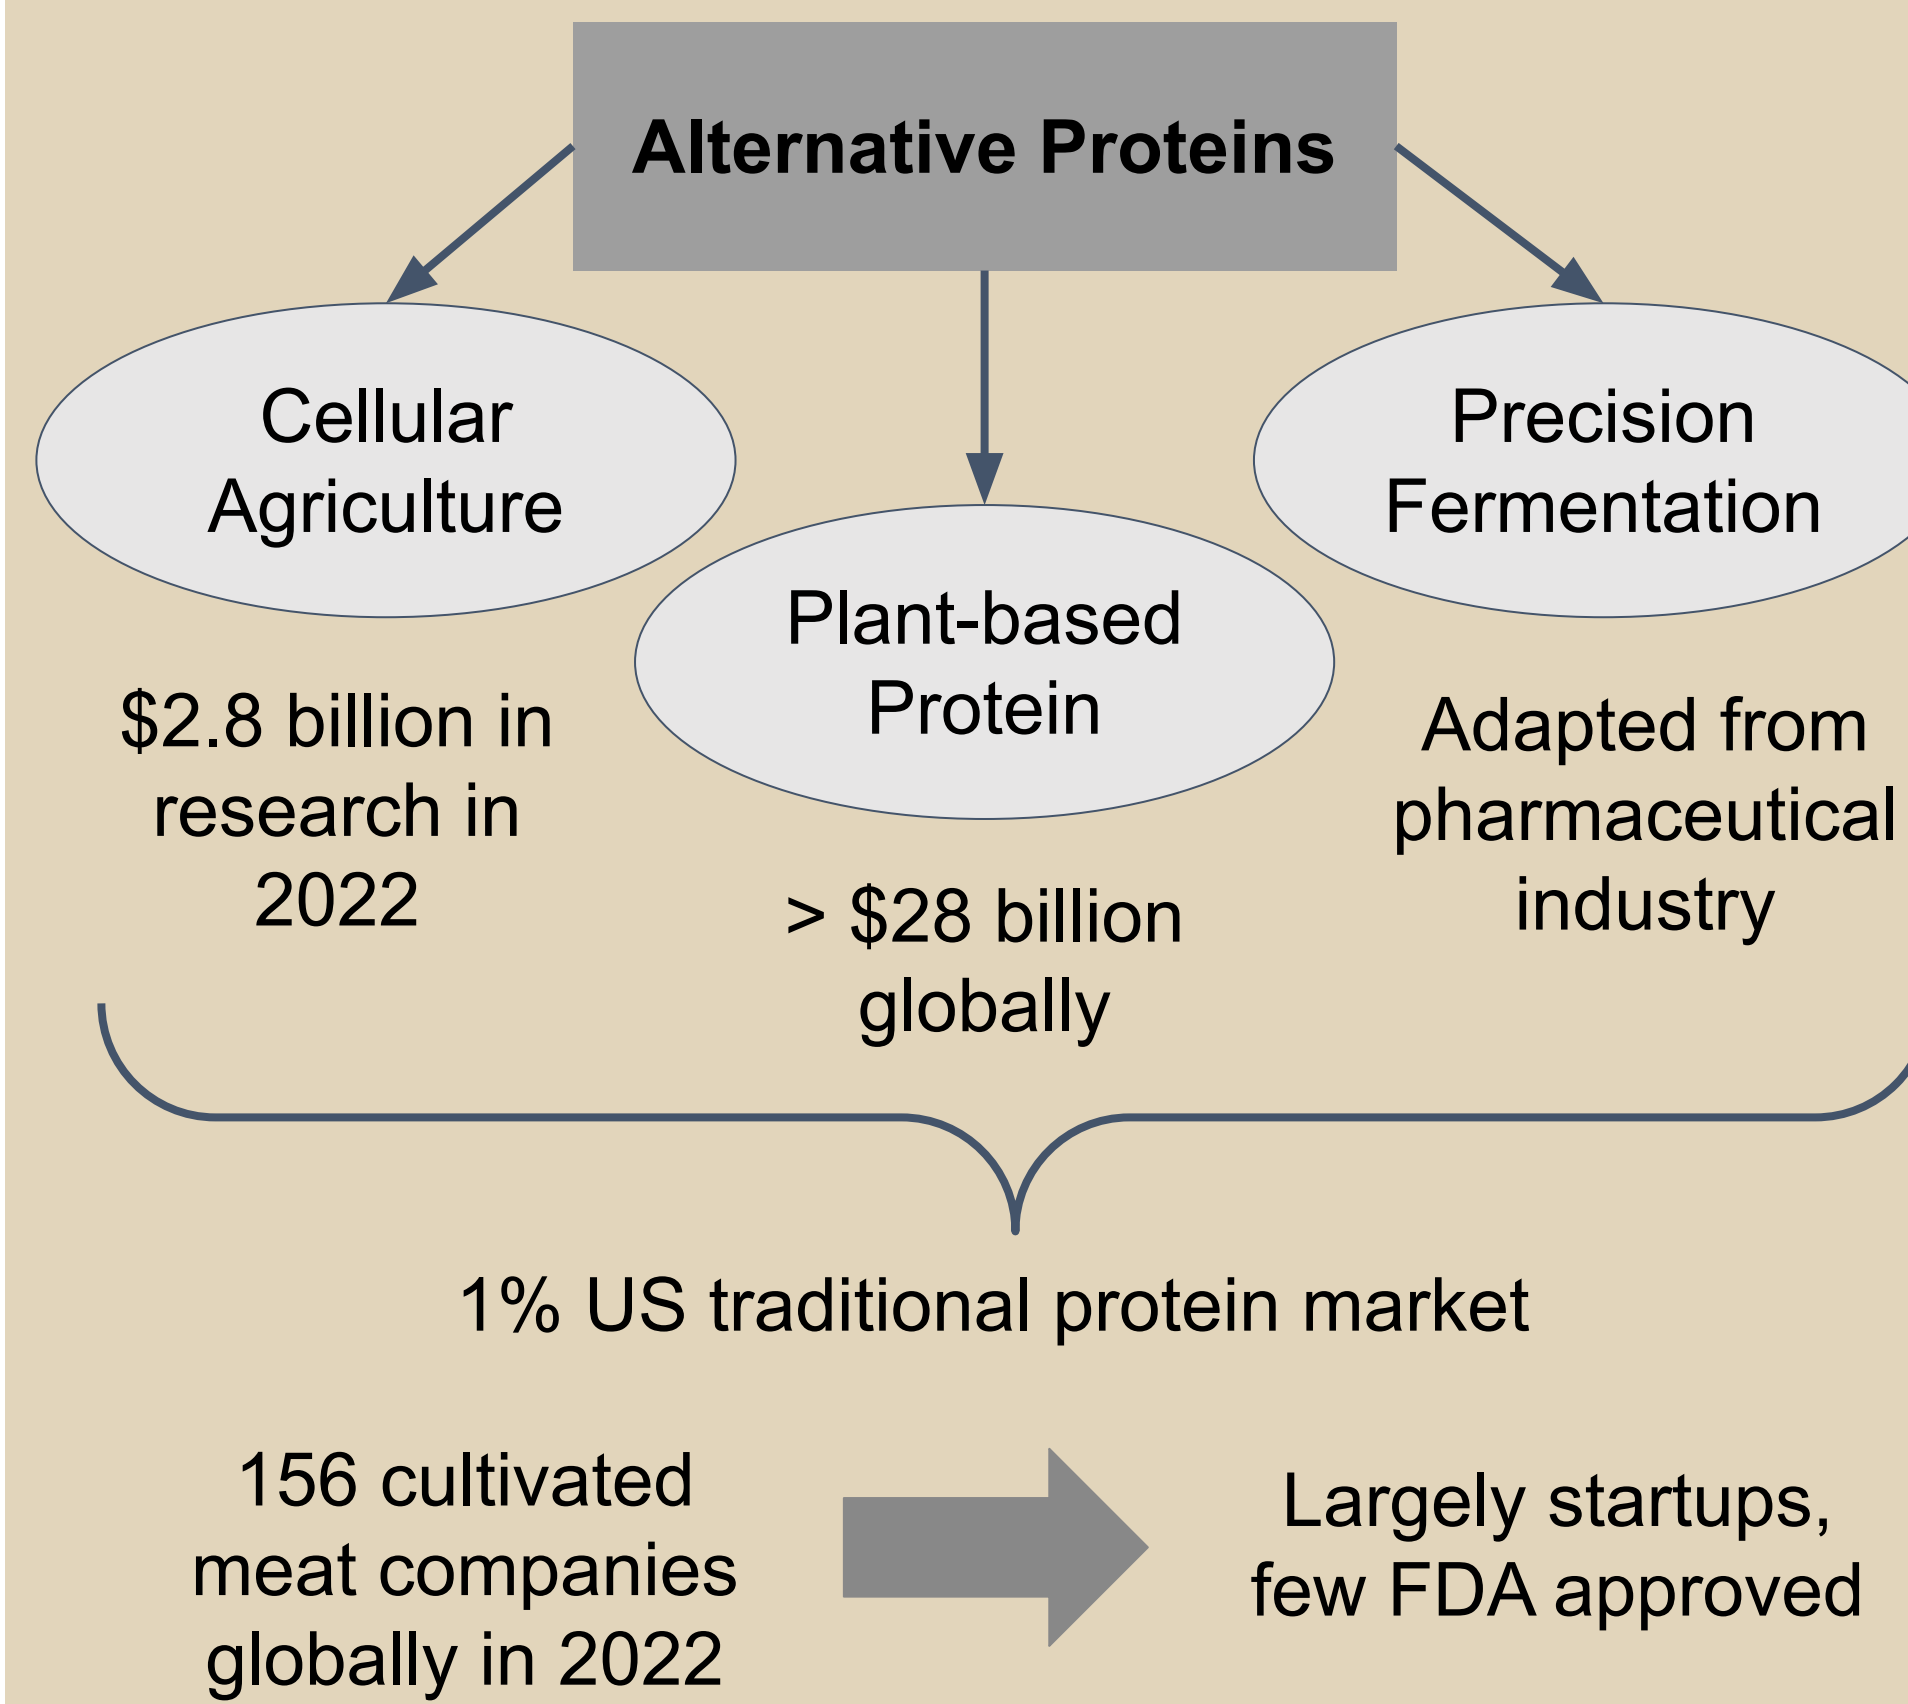 Alternative Proteins
Cellular
Agriculture
$2.8 billion in
research in
2022
Plant-based
Protein
> $28 billion
globally
Precision
Fermentation
Adapted from
pharmaceutical
industry
1% US traditional protein market
156 cultivated
meat companies
globally in 2022
Largely startups,
few FDA approved